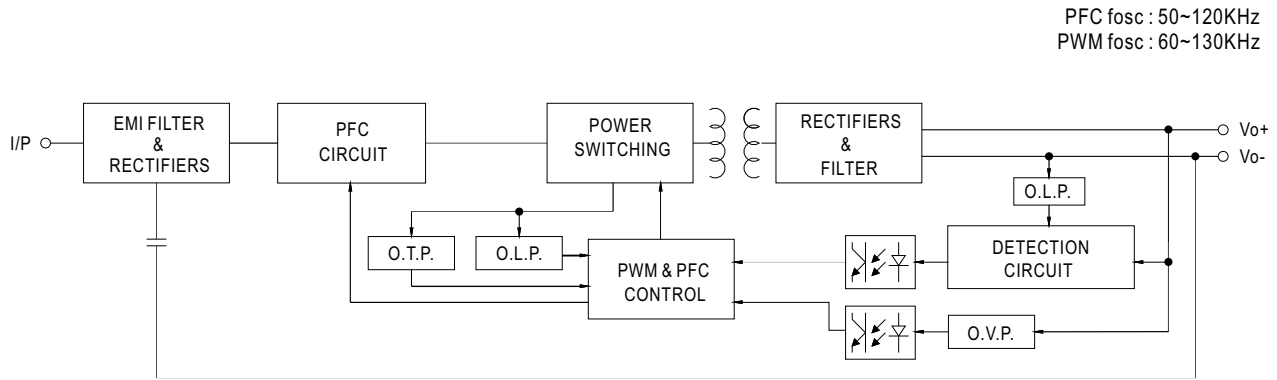 PFC fosc : 50~120KHz
PWM fosc : 60~130KHz
I/P
EMI FILTER
&
RECTIFIERS
PFC
CIRCUIT
POWER
SWITCHING
RECTIFIERS
&
FILTER
Vo+
Vo-
O.L.P.
O.T.P.
O.L.P.
PWM & PFC
CONTROL
DETECTION
CIRCUIT
O.V.P.